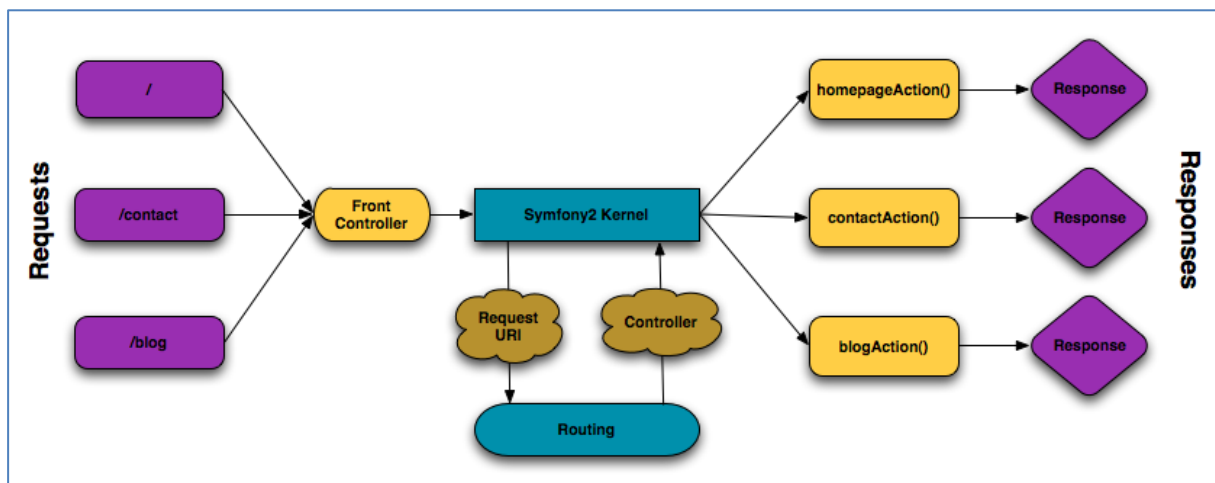 Requests
/
/contact
/blog
Front
Controller
Symfony2 Kernel
Request
URI
Controller
Routing
homepageAction()
Response
contactAction()
Response
blogAction()
Response
Responses